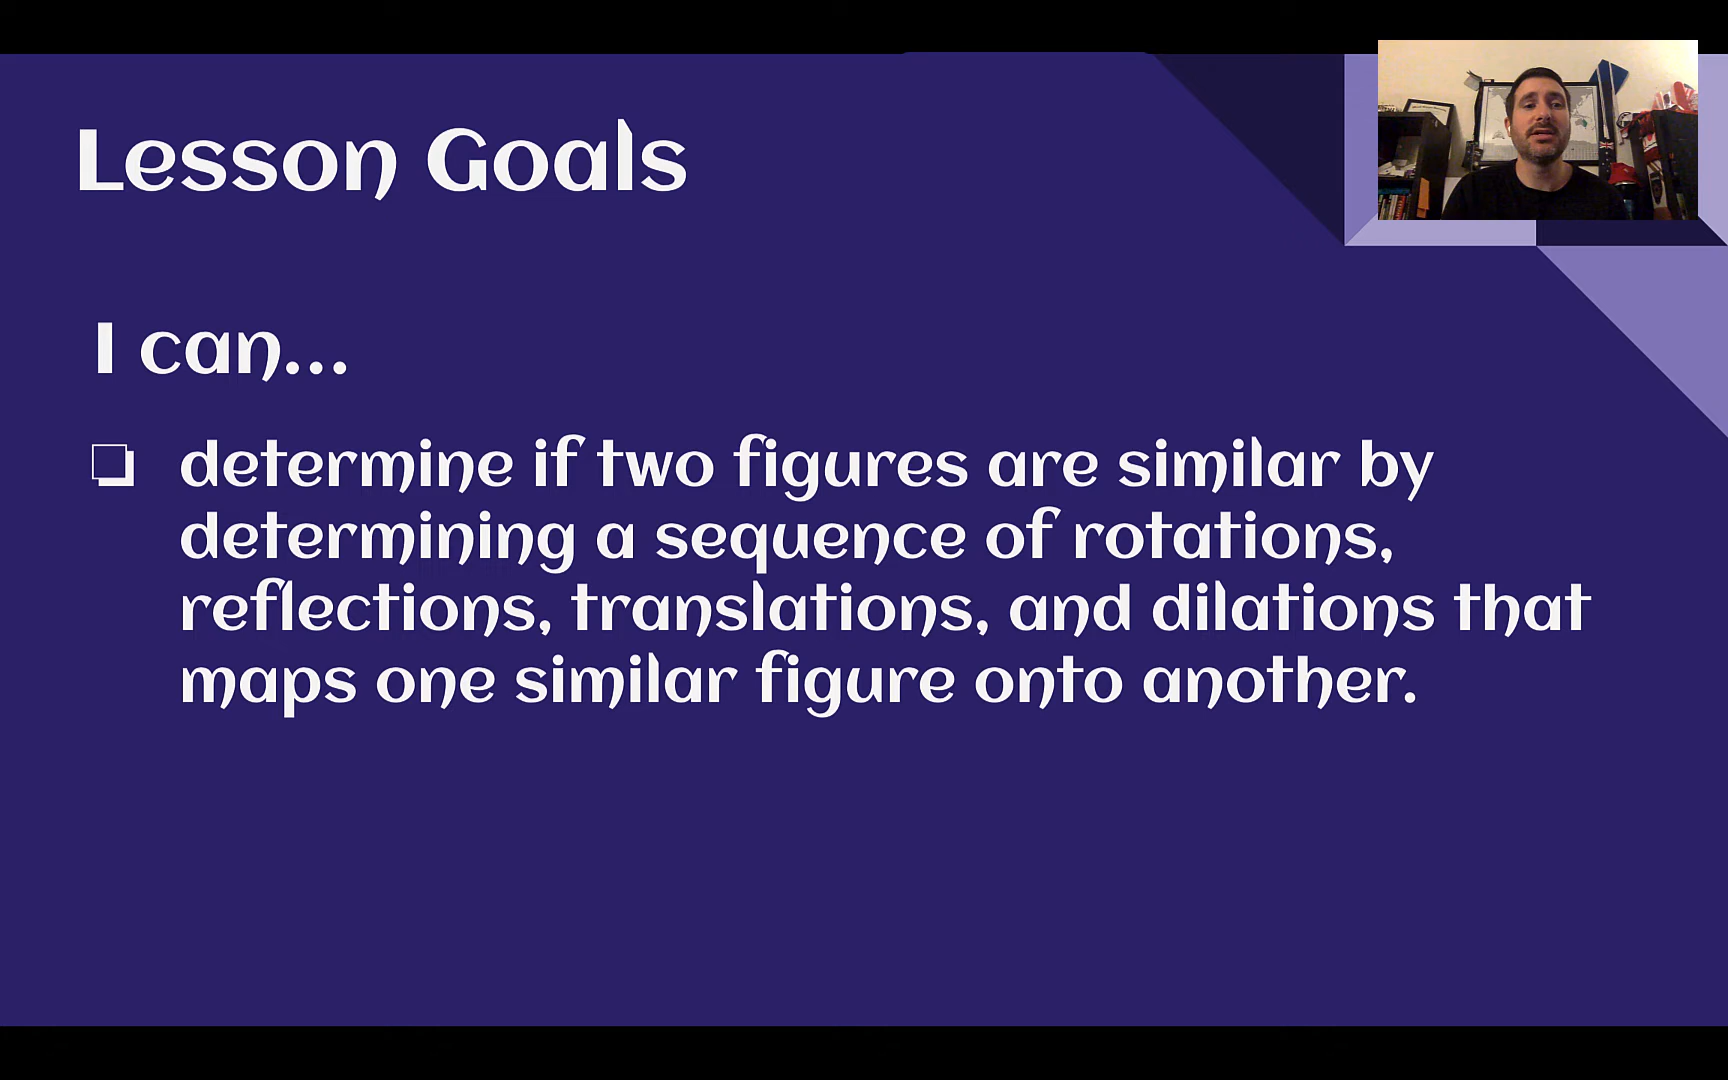 Lesson Goals
I can...
determine if two figures are similar by
determining a sequence of rotations,
reflections, translations, and dilations that
maps one similar figure onto another.